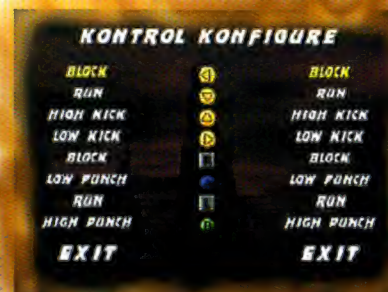 KONTROL KONFIGURE
BLOCK BLOCK
RUN RUN
HIGH KICK HIGH KICK
LOW KICK LOW KICK
BLOCK BLOCK
LOW PUNCH LOW PUNCH
RUN RUN
HIGH PUNCH HIGH PUNCH
EXIT EXIT